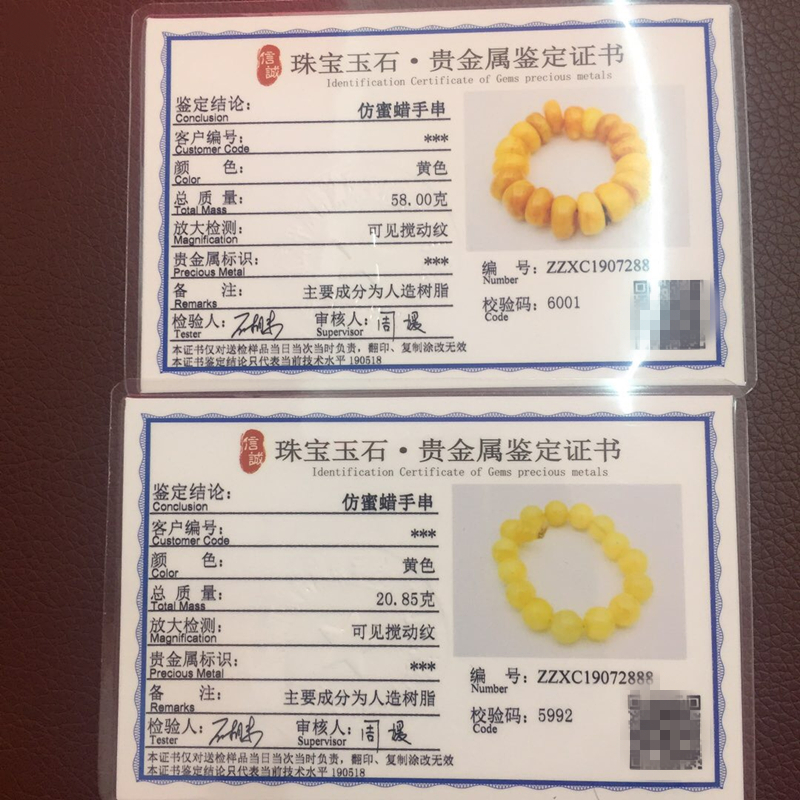 信誠
珠宝玉石·贵金属鉴定证书
Identification Certificate of Gems precious metals
鉴定结论: 仿蜜蜡手串
Conclusion
客户编号: ***
Customer Code
颜 色: 黄色
Color
总 质 量: 58.00克
Total Mass
放大检测: 可见搅动纹
Magnification
贵金属标识: ***
Precious Metal
备 注: 主要成分为人造树脂
Remarks
检验人: 审核人: 周
Tester Supervisor
本证书仅对送检样品当日当次当时负责，翻印、复制涂改无效
本证书鉴定结论只代表当前技术水平 190518
编 号: ZZXC1907288
Number
校验码: 6001
Code
信誠
珠宝玉石·贵金属鉴定证书
Identification Certificate of Gems precious metals
鉴定结论: 仿蜜蜡手串
Conclusion
客户编号: ***
Customer Code
颜 色: 黄色
Color
总 质 量: 20.85克
Total Mass
放大检测: 可见搅动纹
Magnification
贵金属标识: ***
Precious Metal
备 注: 主要成分为人造树脂
Remarks
检验人: 审核人: 周
Tester Supervisor
本证书仅对送检样品当日当次当时负责，翻印、复制涂改无效
本证书鉴定结论只代表当前技术水平 190518
编 号: ZZXC19072888
Number
校验码: 5992
Code